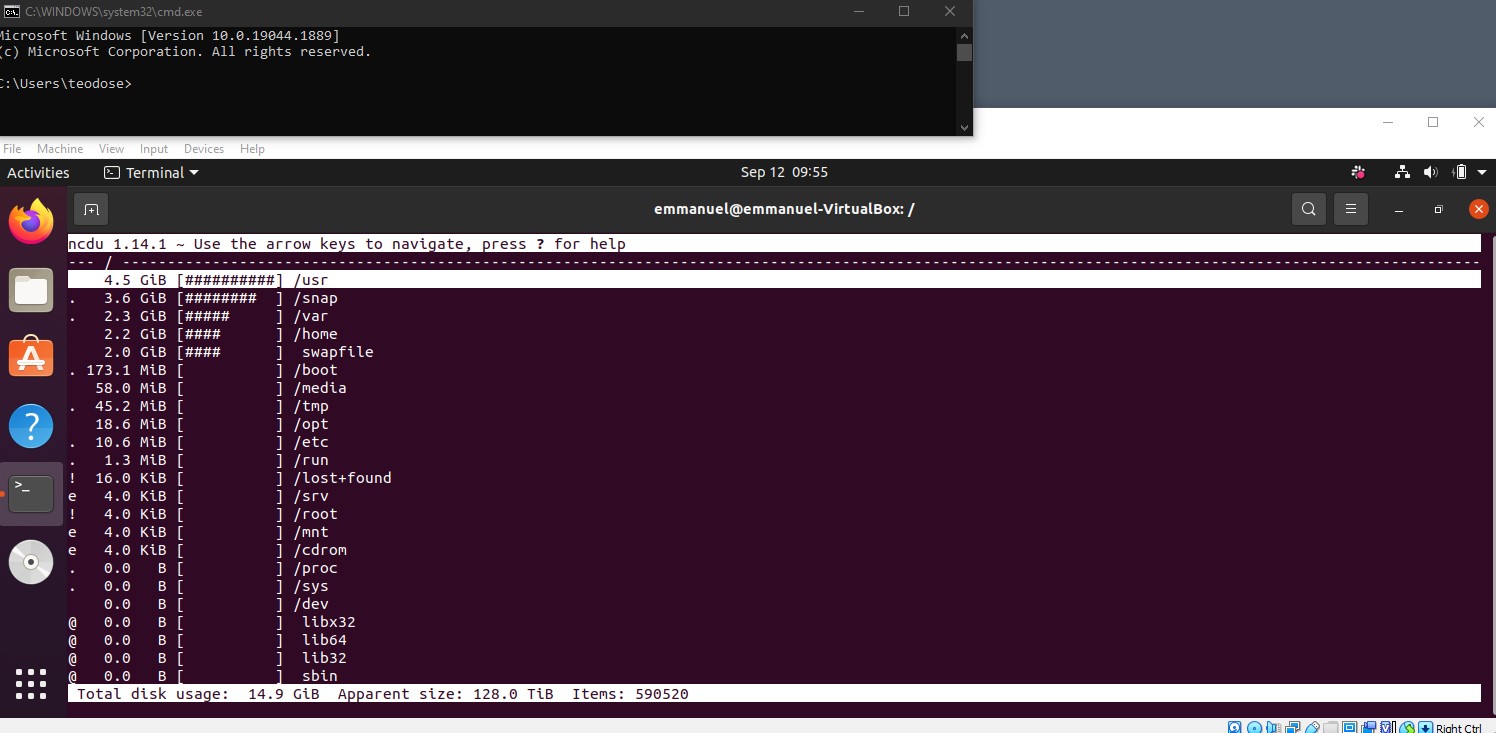 C:\WINDOWS\system32\cmd.exe
Microsoft Windows [Version 10.0.19044.1889]
(c) Microsoft Corporation. All rights reserved.
C:\Users\teodose>
File Machine View Input Devices Help
Activities Terminal Sep 12 09:55
emmanuel@emmanuel-VirtualBox: /
ncdu 1.14.1 ~ Use the arrow keys to navigate, press ? for help
--- / ----------------------------------------------------------------
4.5 GiB [##########] /usr
. 3.6 GiB [######## ] /snap
. 2.3 GiB [##### ] /var
2.2 GiB [#### ] /home
2.0 GiB [#### ] swapfile
. 173.1 MiB [ ] /boot
58.0 MiB [ ] /media
. 45.2 MiB [ ] /tmp
18.6 MiB [ ] /opt
. 10.6 MiB [ ] /etc
. 1.3 MiB [ ] /run
! 16.0 KiB [ ] /lost+found
e 4.0 KiB [ ] /srv
! 4.0 KiB [ ] /root
e 4.0 KiB [ ] /mnt
e 4.0 KiB [ ] /cdrom
. 0.0 B [ ] /proc
. 0.0 B [ ] /sys
0.0 B [ ] /dev
@ 0.0 B [ ] libx32
@ 0.0 B [ ] lib64
@ 0.0 B [ ] lib32
@ 0.0 B [ ] sbin
Total disk usage: 14.9 GiB Apparent size: 128.0 TiB Items: 590520
Right Ctrl